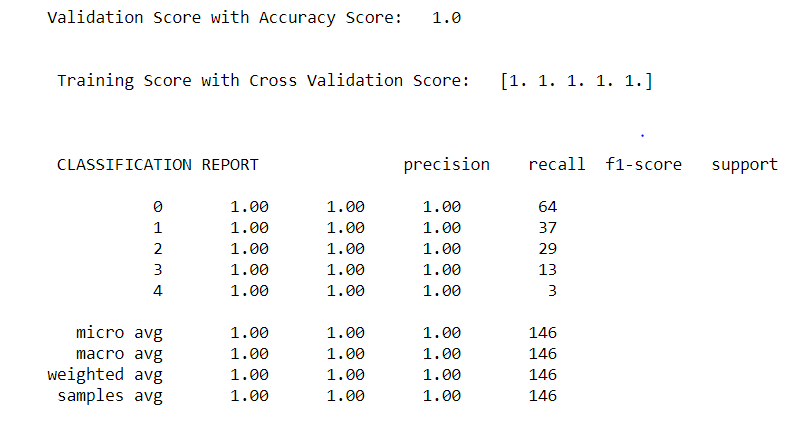 Validation Score with Accuracy Score: 1.0
Training Score with Cross Validation Score: [1. 1. 1. 1. 1.]
CLASSIFICATION REPORT precision recall f1-score support
0 1.00 1.00 1.00 64
1 1.00 1.00 1.00 37
2 1.00 1.00 1.00 29
3 1.00 1.00 1.00 13
4 1.00 1.00 1.00 3
micro avg 1.00 1.00 1.00 146
macro avg 1.00 1.00 1.00 146
weighted avg 1.00 1.00 1.00 146
samples avg 1.00 1.00 1.00 146